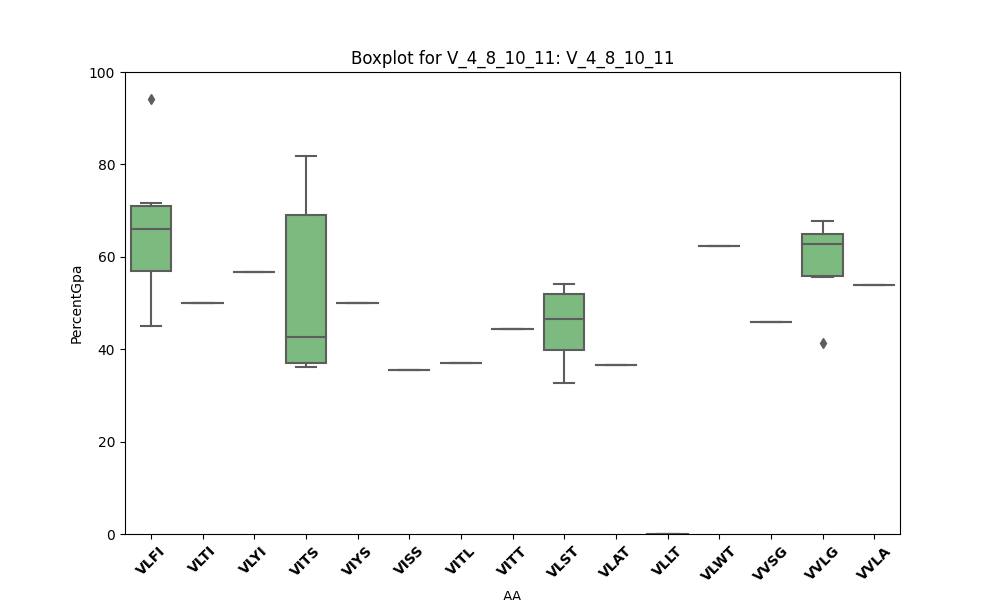 Boxplot for V_4_8_10_11: V_4_8_10_11
100
80
60
40
20
0
PercentGpa
VLFI VLTI VLYI VITS VIYS VISS VITL VITT VLST VLAT VLLT VLWT VVSG VVLG VVLA
AA